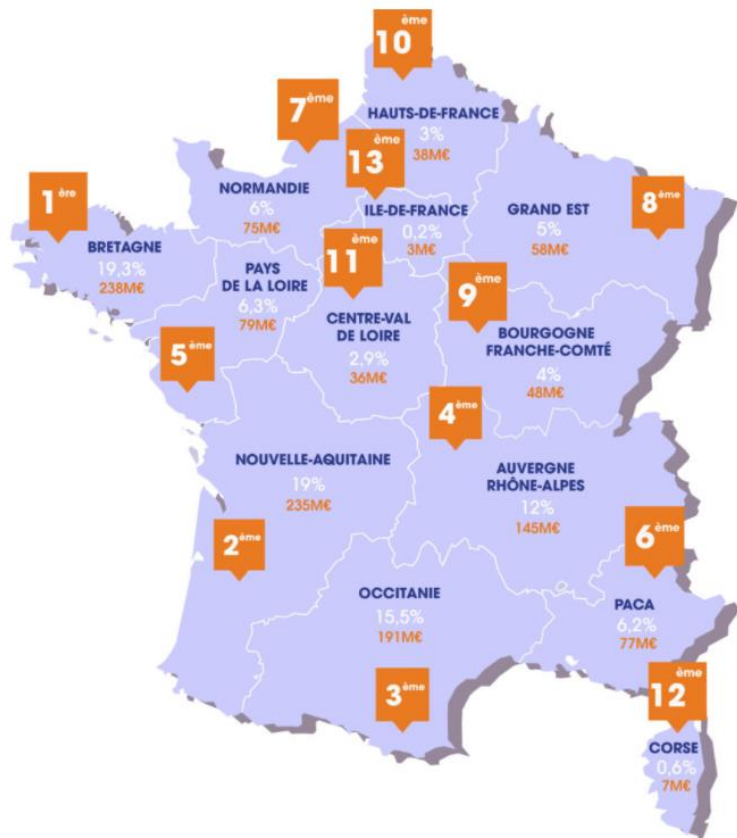 10ème
HAUTS-DE-FRANCE
3%
38M€
7ème
13ème
NORMANDIE
6%
75M€
ILE-DE-FRANCE
0,2%
3M€
GRAND EST
5%
58M€
8ème
1ère
BRETAGNE
19,3%
238M€
PAYS
DE LA LOIRE
6,3%
79M€
11ème
CENTRE-VAL
DE LOIRE
2,9%
36M€
9ème
BOURGOGNE
FRANCHE-COMTÉ
4%
48M€
5ème
4ème
NOUVELLE-AQUITAINE
19%
235M€
AUVERGNE
RHÔNE-ALPES
12%
145M€
2ème
6ème
OCCITANIE
15,5%
191M€
PACA
6,2%
77M€
3ème
12ème
CORSE
0,6%
7M€